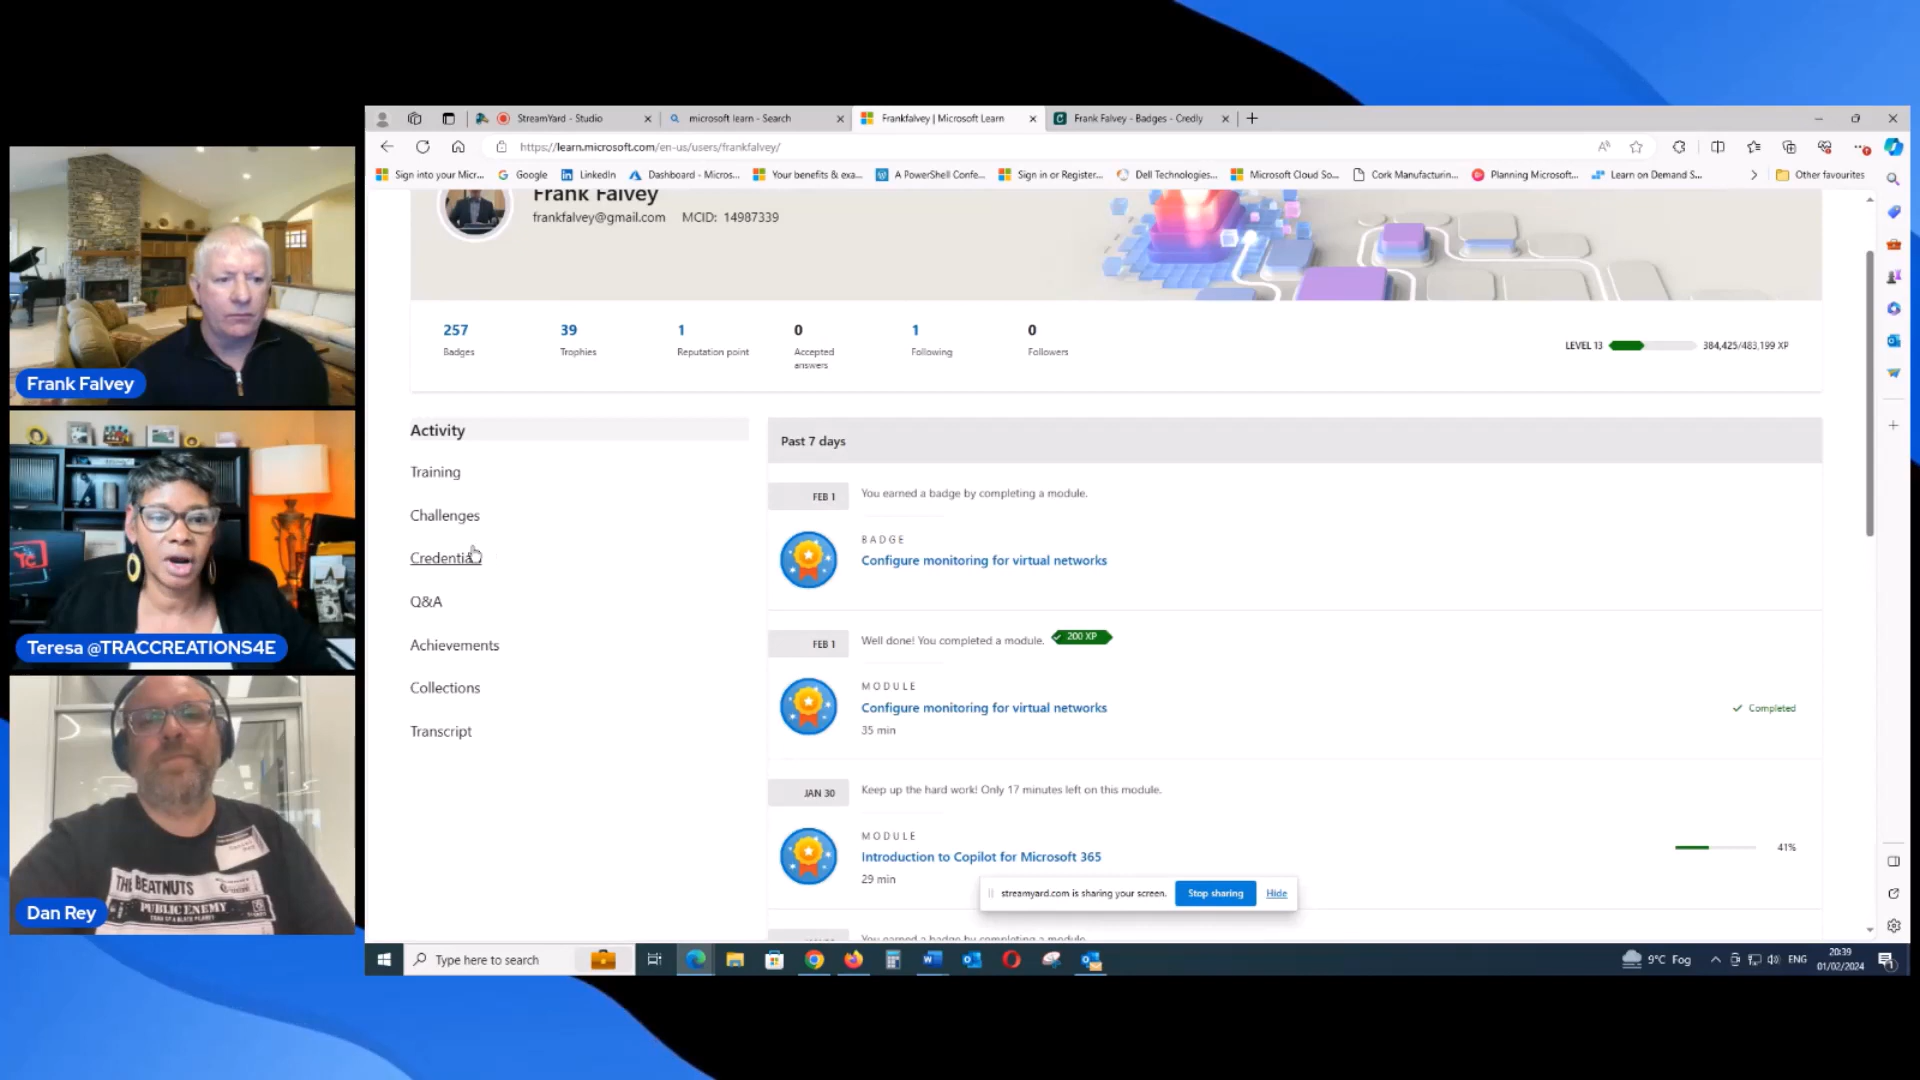 StreamYard - Studio
microsoft learn - Search
Frankfalvey | Microsoft Learn
Frank Falvey - Badges - Credly
https://learn.microsoft.com/en-us/users/frankfalvey/
Sign into your Micr...
Google
LinkedIn
Dashboard - Micros...
Your benefits & exa...
A PowerShell Confe...
Sign in or Register...
Dell Technologies...
Microsoft Cloud So...
Cork Manufacturin...
Planning Microsoft...
Learn on Demand S...
Other favourites
Frank Falvey
frankfalvey@gmail.com MCID: 14987339
257
Badges
39
Trophies
1
Reputation point
0
Accepted
answers
1
Following
0
Followers
LEVEL 13
384,425/483,199 XP
Activity
Training
Challenges
Q&A
Achievements
Collections
Transcript
Past 7 days
FEB 1
You earned a badge by completing a module.
BADGE
Configure monitoring for virtual networks
FEB 1
Well done! You completed a module.
200 XP
MODULE
Configure monitoring for virtual networks
35 min
Completed
JAN 30
Keep up the hard work! Only 17 minutes left on this module.
MODULE
Introduction to Copilot for Microsoft 365
29 min
41%
streamyard.com is sharing your screen.
Stop sharing
Hide
You earned a badge by completing a module.
Type here to search
9°C Fog
ENG
20:39
01/02/2024
1
Frank Falvey
YC
Teresa @TRACCREATIONS4E
THE BEATNUTS
PUBLIC ENEMY
Dan Rey